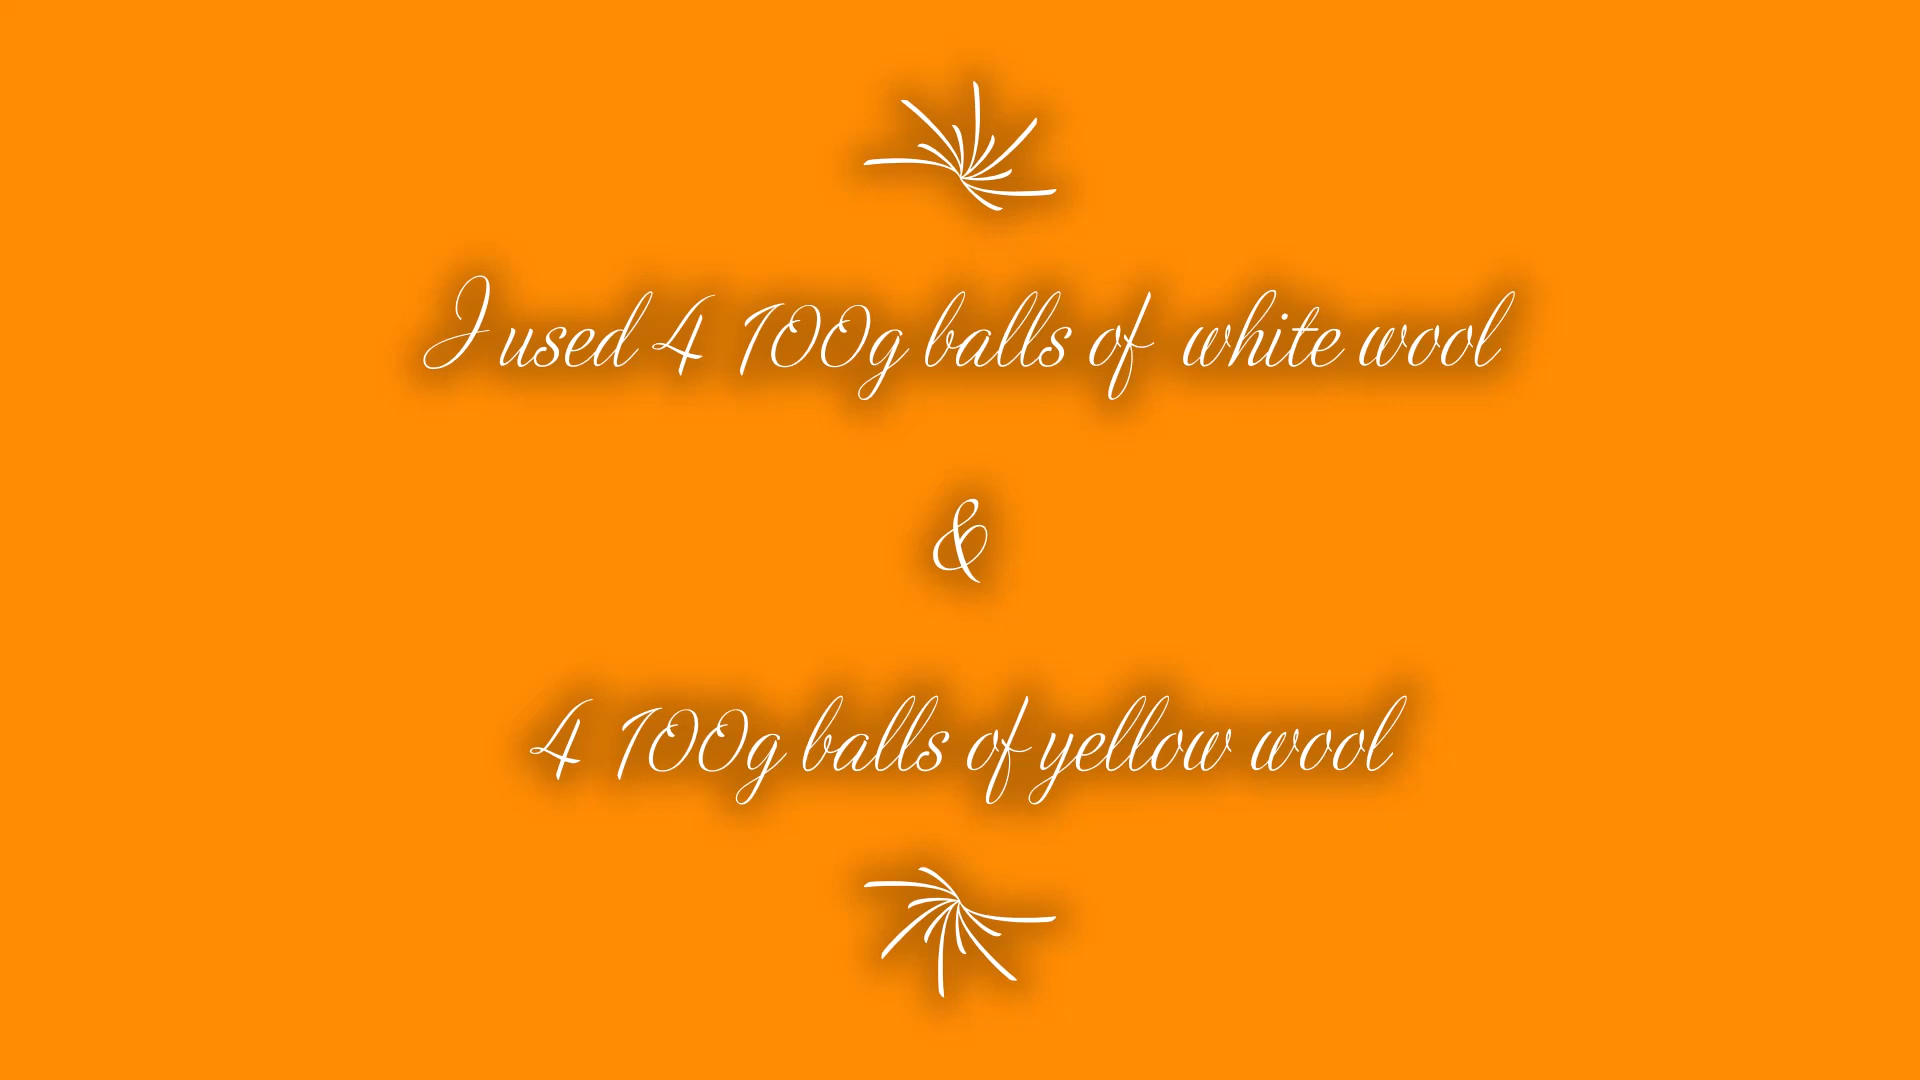 I used 4 100g balls of white wool
&
4 100g balls of yellow wool